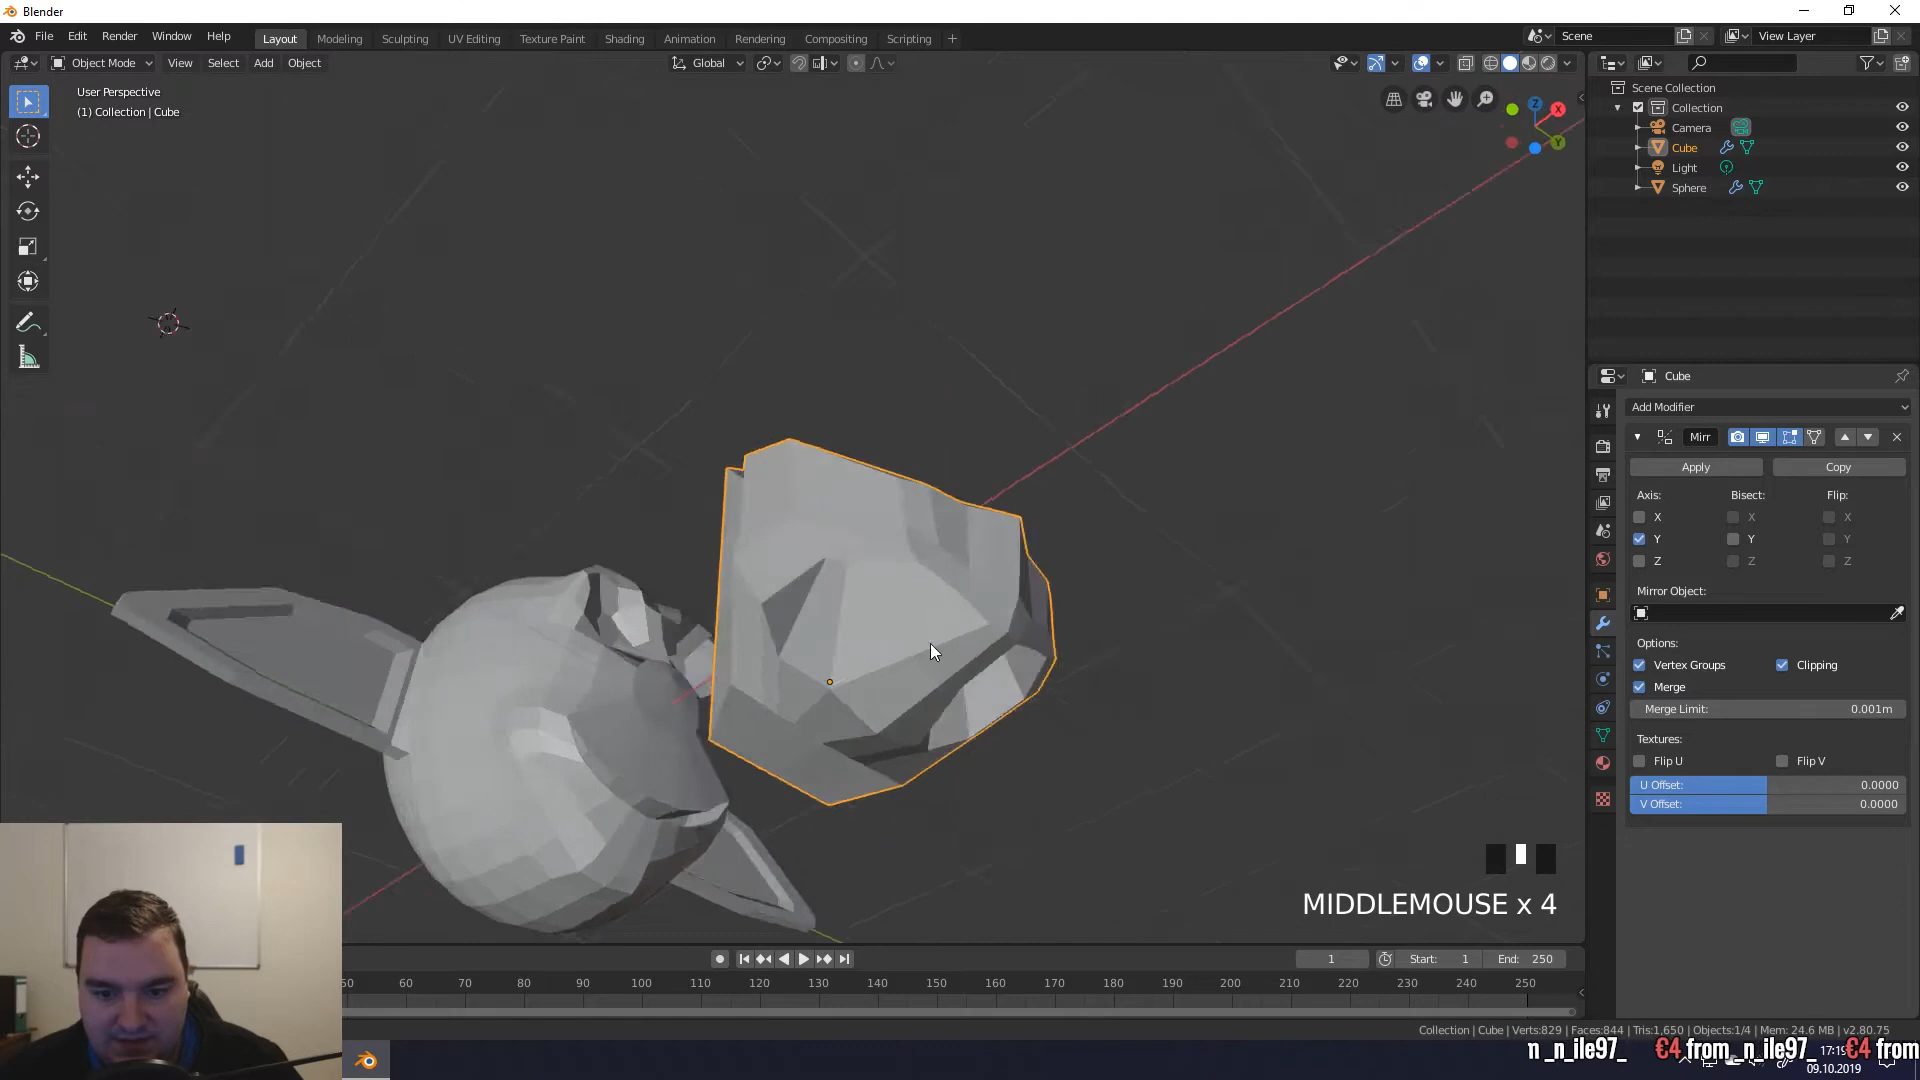 Blender
File Edit Render Window Help
Layout Modeling Sculpting UV Editing Texture Paint Shading Animation Rendering Compositing Scripting
Scene
View Layer
Object Mode View Select Add Object
Global
User Perspective
(1) Collection | Cube
Z
X
Y
Scene Collection
Collection
Camera
Cube
Light
Sphere
Cube
Add Modifier
Mirr
Apply Copy
Axis: Bisect: Flip:
X X X
Y Y Y
Z Z Z
Mirror Object:
Options:
Vertex Groups Clipping
Merge
Merge Limit: 0.001m
Textures:
Flip U Flip V
U Offset: 0.0000
V Offset: 0.0000
MIDDLEMOUSE x 4
1 Start: 1 End: 250
50 60 70 80 90 100 110 120 130 140 150 160 170 180 190 200 210 220 230 240 250
Collection | Cube | Verts:829 | Faces:844 | Tris:1,650 | Objects:1/4 | Mem: 24.6 MB | v2.80.75
n _n_ile97_ €4 from _n_ile97_ €4 from
17:19
09.10.2019